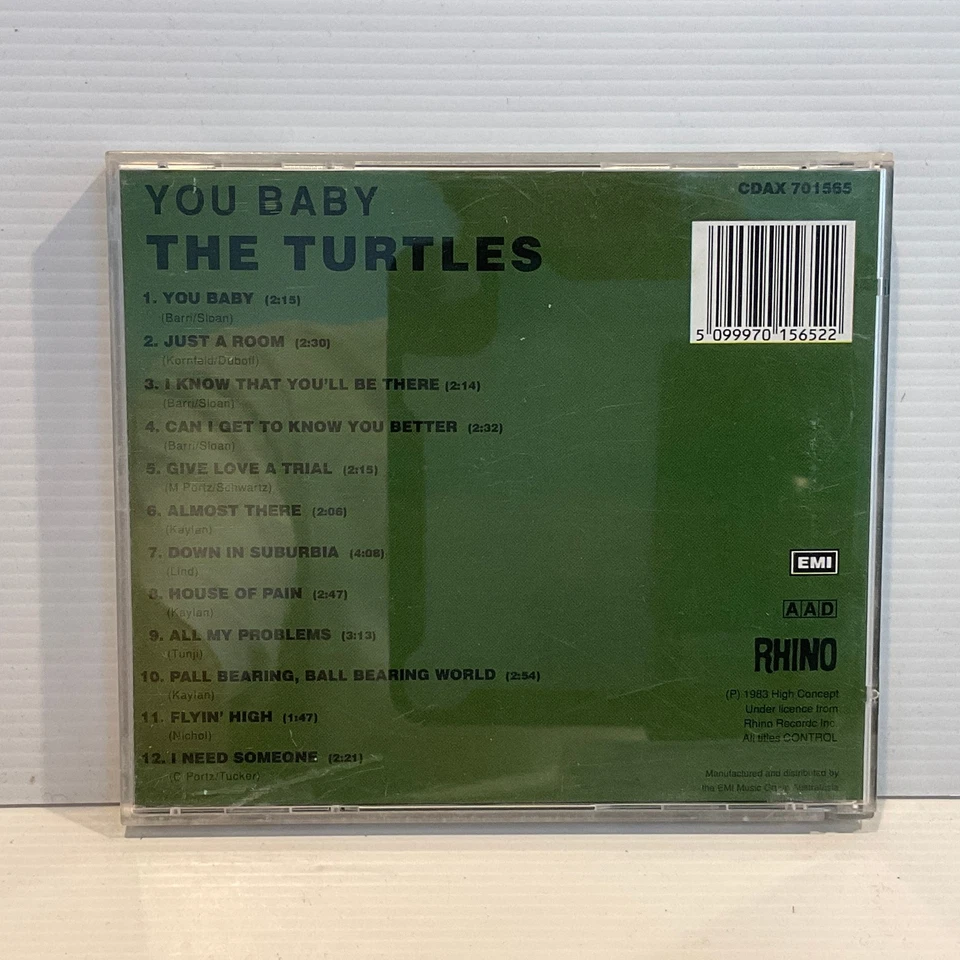 YOU BABY
THE TURTLES
CDAX 701565
5 099970 156522
1. YOU BABY (2:15)
(Barri/Sloan)
2. JUST A ROOM (2:30)
(Kornfeld/Duboff)
3. I KNOW THAT YOU'LL BE THERE (2:14)
(Barri/Sloan)
4. CAN I GET TO KNOW YOU BETTER (2:32)
(Barri/Sloan)
5. GIVE LOVE A TRIAL (2:15)
(M Portz/Schwartz)
6. ALMOST THERE (2:06)
(Kaylan)
7. DOWN IN SUBURBIA (4:08)
(Lind)
8. HOUSE OF PAIN (2:47)
(Kaylan)
9. ALL MY PROBLEMS (3:13)
(Tunji)
10. PALL BEARING, BALL BEARING WORLD (2:54)
(Kaylan)
11. FLYIN' HIGH (1:47)
(Nichol)
12. I NEED SOMEONE (2:21)
(C Portz/Tucker)
EMI
AAD
RHINO
(P) 1983 High Concept
Under licence from
Rhino Records Inc.
All titles CONTROL
Manufactured and distributed by
the EMI Music Australia